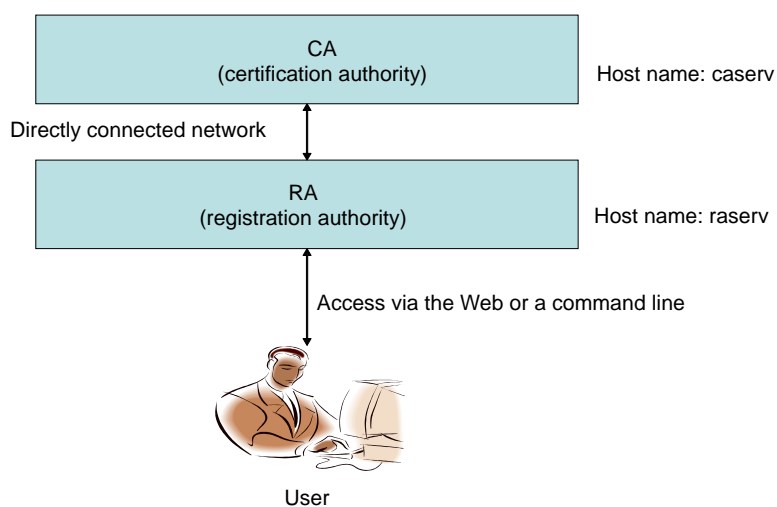 CA
(certification authority)
Host name: caserv
Directly connected network
RA
(registration authority)
Host name: raserv
Access via the Web or a command line
User